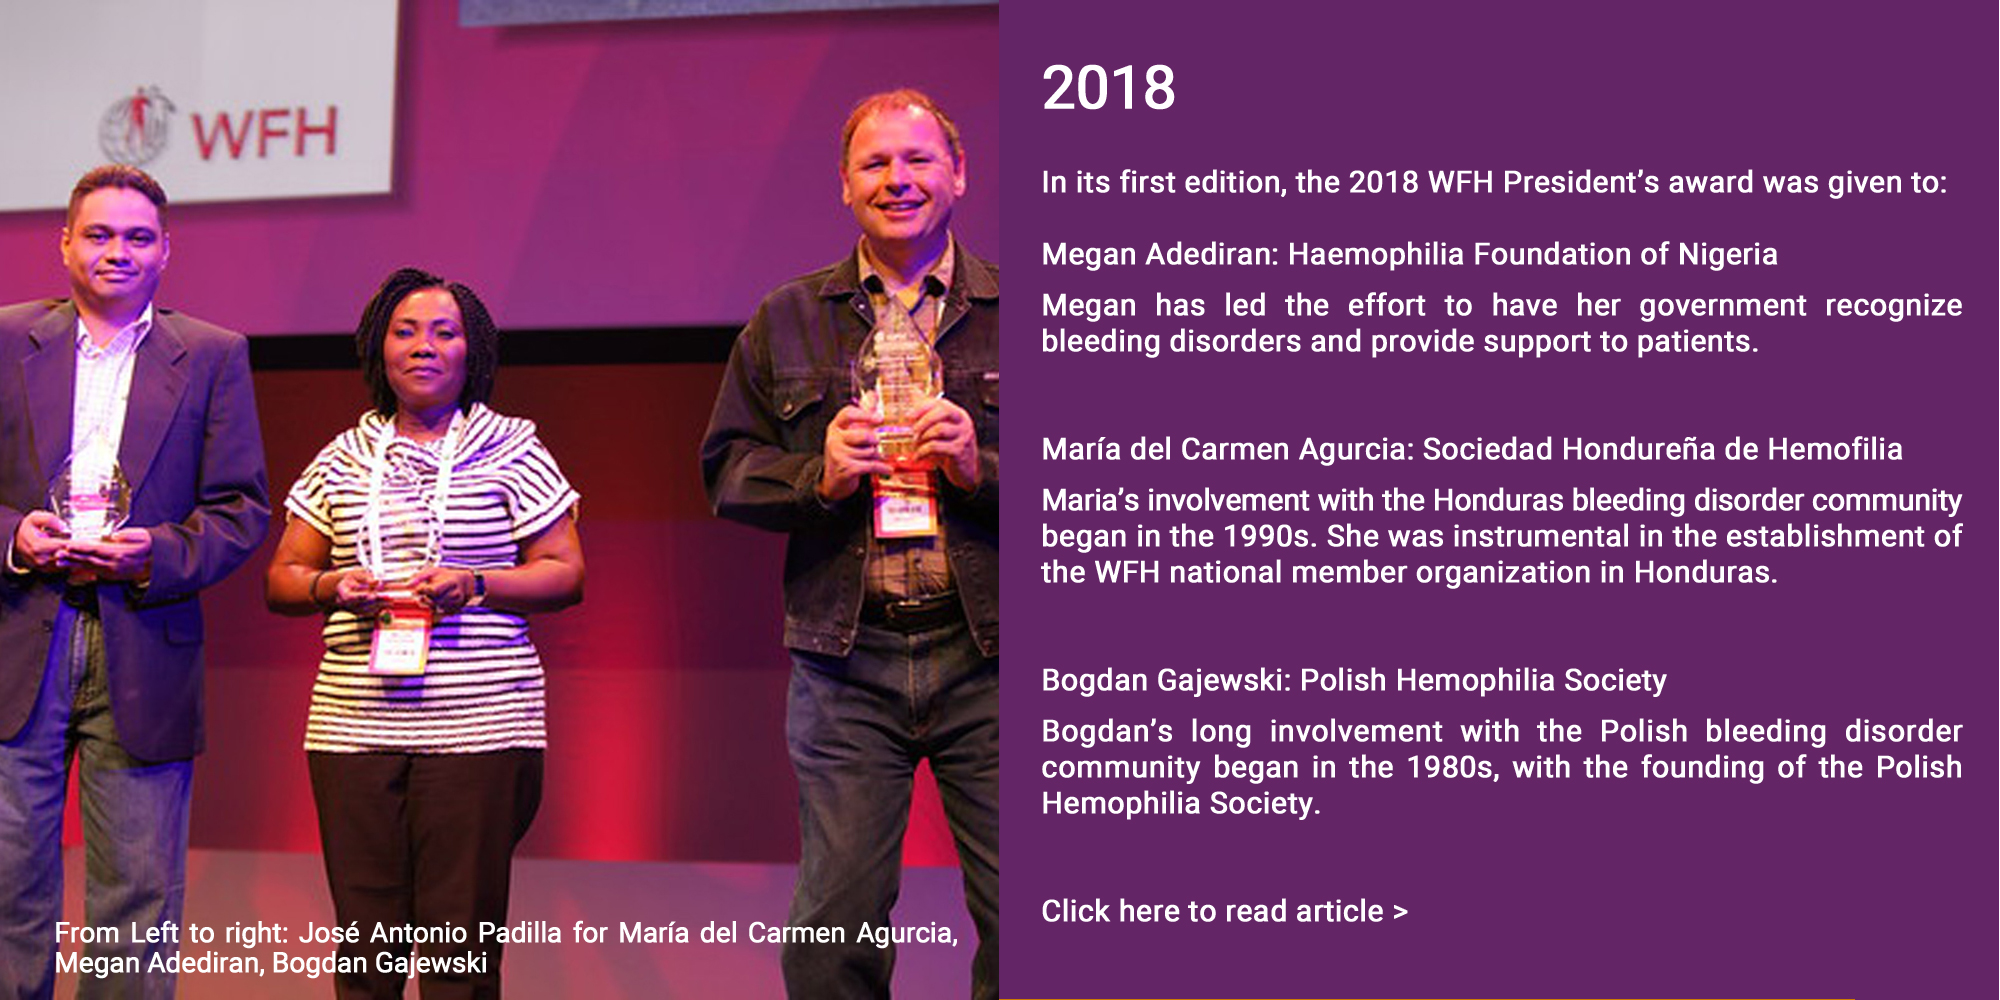 WFH
From Left to right: José Antonio Padilla for María del Carmen Agurcia,
Megan Adediran, Bogdan Gajewski
2018
In its first edition, the 2018 WFH President’s award was given to:
Megan Adediran: Haemophilia Foundation of Nigeria
Megan has led the effort to have her government recognize
bleeding disorders and provide support to patients.
María del Carmen Agurcia: Sociedad Hondureña de Hemofilia
Maria’s involvement with the Honduras bleeding disorder community
began in the 1990s. She was instrumental in the establishment of
the WFH national member organization in Honduras.
Bogdan Gajewski: Polish Hemophilia Society
Bogdan’s long involvement with the Polish bleeding disorder
community began in the 1980s, with the founding of the Polish
Hemophilia Society.
Click here to read article >